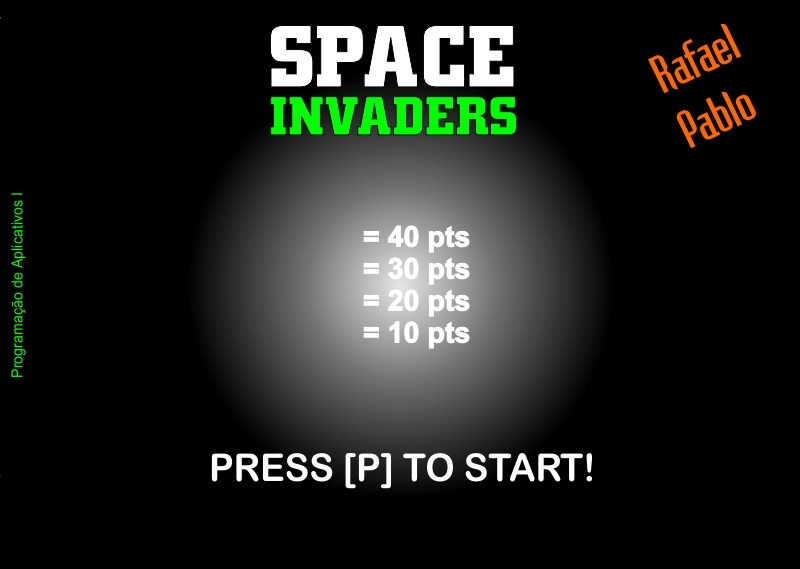 SPACE
INVADERS
Rafael
Pablo
Programação de Aplicativos I
= 40 pts
= 30 pts
= 20 pts
= 10 pts
PRESS [P] TO START!